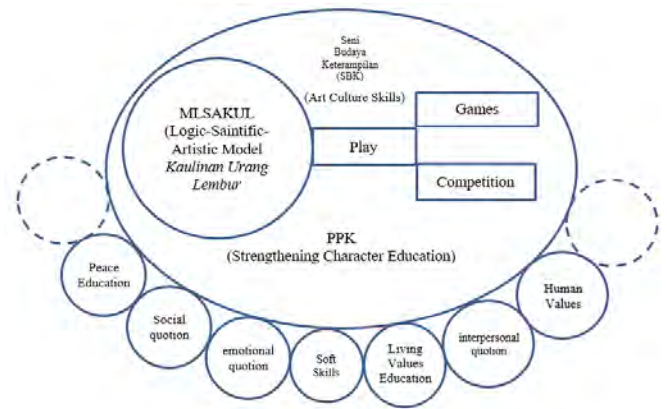 Seni
Budaya
Keterampilan
(SBK)
(Art Culture Skills)
MLSAKUL
(Logic-Saintific-
Artistic Model
Kaulinan Urang
Lembur
Play
Games
Competition
PPK
(Strengthening Character Education)
Peace
Education
Social
quotion
emotional
quotion
Soft
Skills
Living
Values
Education
interpersonal
quotion
Human
Values